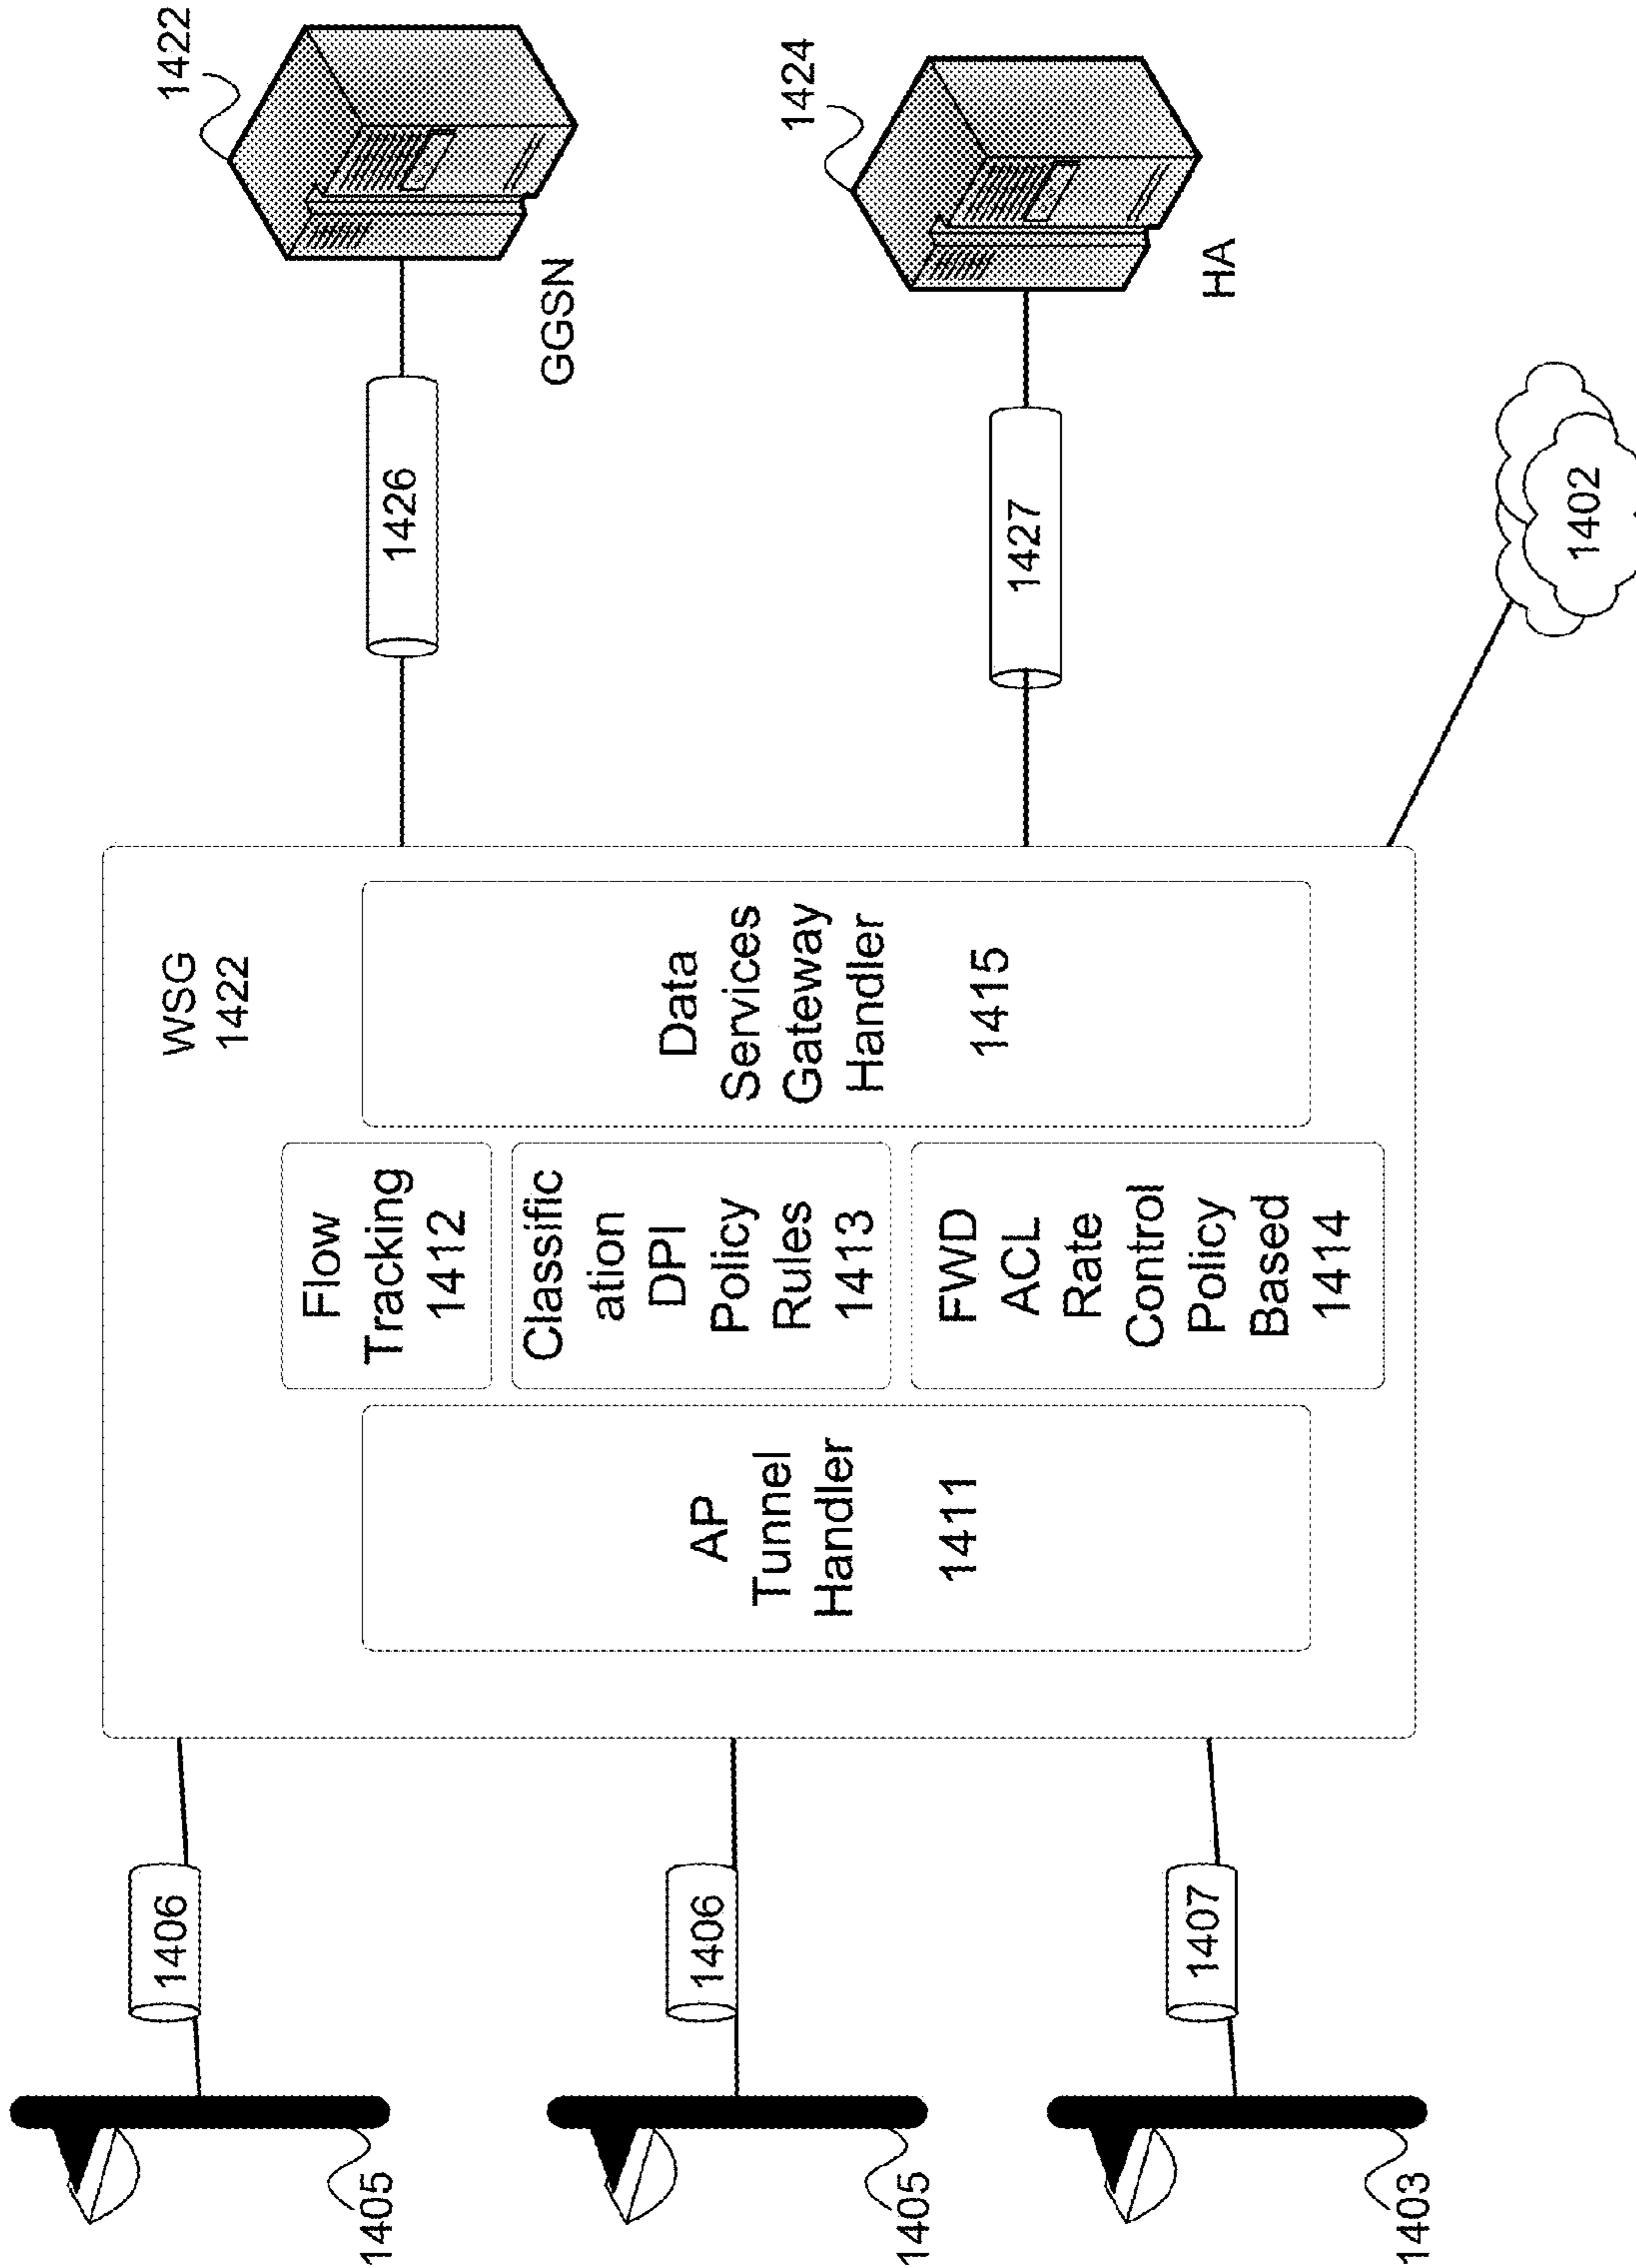 1405
1406
1405
1406
1403
1407
WSG
1422
AP
Tunnel
Handler
1411
Flow
Tracking
1412
Classific
ation
DPI
Policy
Rules
1413
FWD
ACL
Rate
Control
Policy
Based
1414
Data
Services
Gateway
Handler
1415
1426
1422
GGSN
1427
1424
HA
1402